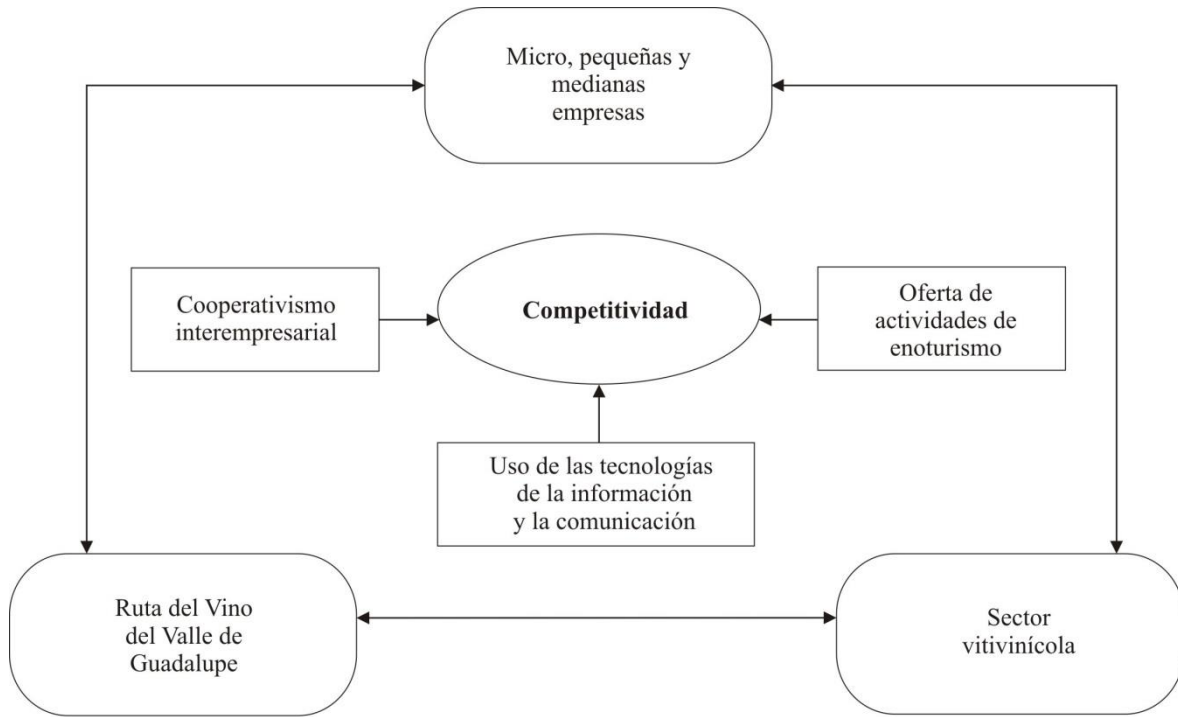 Micro, pequeñas y
medianas
empresas
Cooperativismo
interempresarial
Competitividad
Oferta de
actividades de
enoturismo
Uso de las tecnologías
de la información
y la comunicación
Ruta del Vino
del Valle de
Guadalupe
Sector
vitivinícola